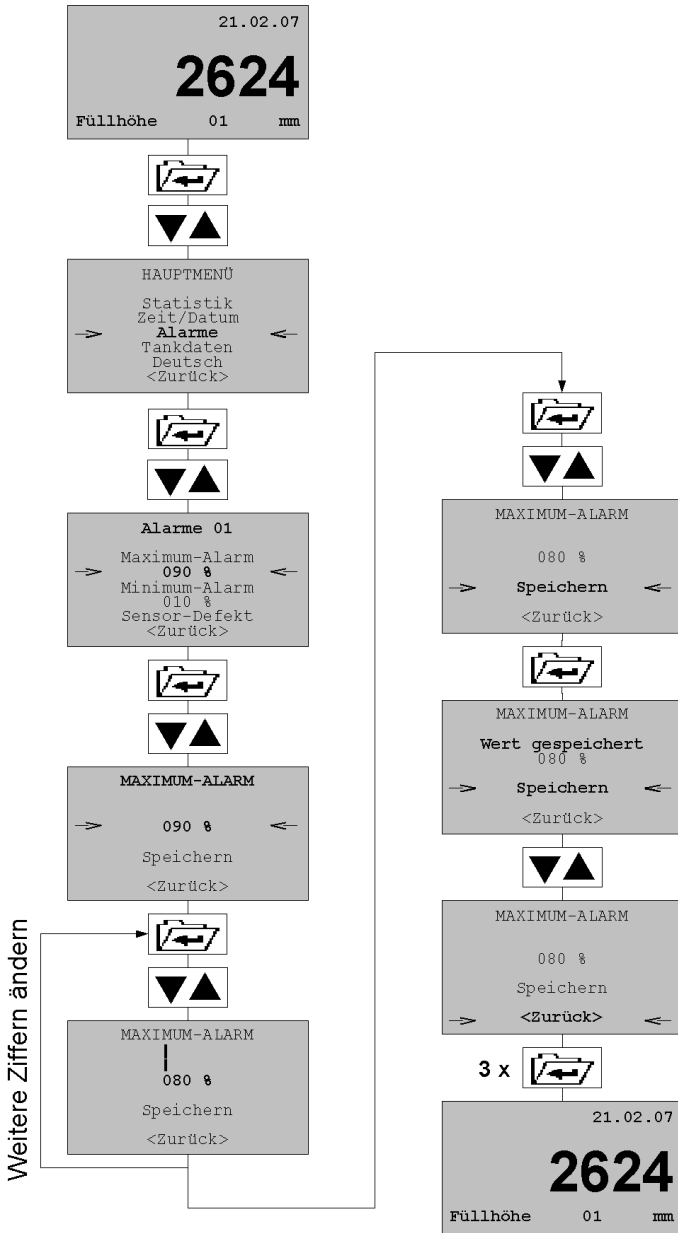 21.02.07
2624
Füllhöhe 01 mm
HAUPTMENÜ
Statistik
Zeit/Datum
Alarme
Tankdaten
Deutsch
<Zurück>
Alarme 01
Maximum-Alarm
090 %
Minimum-Alarm
010 %
Sensor-Defekt
<Zurück>
MAXIMUM-ALARM
090 %
Speichern
<Zurück>
Weitere Ziffern ändern
MAXIMUM-ALARM
080 %
Speichern
<Zurück>
MAXIMUM-ALARM
080 %
Speichern
<Zurück>
MAXIMUM-ALARM
Wert gespeichert
080 %
Speichern
<Zurück>
MAXIMUM-ALARM
080 %
Speichern
<Zurück>
3 x
21.02.07
2624
Füllhöhe 01 mm